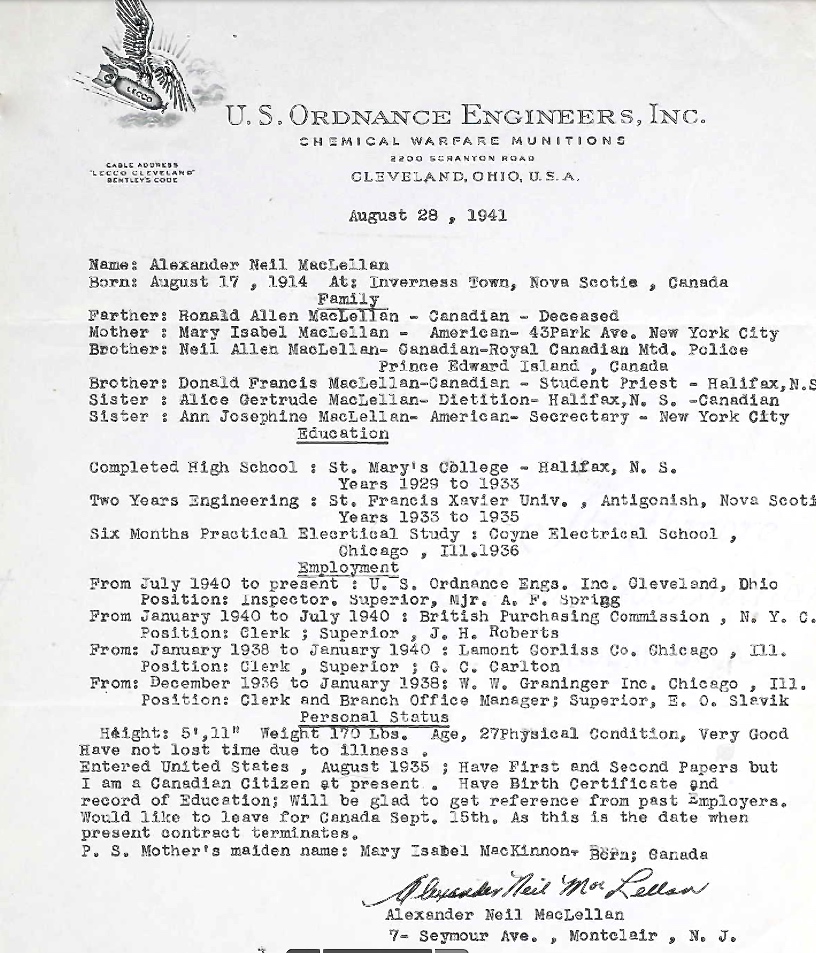 LECCO
U. S. ORDNANCE ENGINEERS, INC.
CHEMICAL WARFARE MUNITIONS
2200 SCRANTON ROAD
CLEVELAND, OHIO, U. S. A.
CABLE ADDRESS
"LECCO CLEVELAND"
BENTLEY'S CODE
August 28 , 1941
Name: Alexander Neil MacLellan
Born: August 17 , 1914 At: Inverness Town, Nova Scotia , Canada
Family
Farther: Ronald Allen MacLellan - Canadian - Deceased
Mother : Mary Isabel MacLellan - American- 43Park Ave. New York City
Brother: Neil Allen MacLellan- Canadian-Royal Canadian Mtd. Police
Prince Edward Island , Canada
Brother: Donald Francis MacLellan-Canadian - Student Priest - Halifax,N.S
Sister : Alice Gertrude MacLellan- Dietition- Halifax,N. S. -Canadian
Sister : Ann Josephine MacLellan- American- Secrectary - New York City
Education
Completed High School : St. Mary's College - Halifax, N. S.
Years 1929 to 1933
Two Years Engineering : St. Francis Xavier Univ. , Antigonish, Nova Scoti
Years 1933 to 1935
Six Months Practical Elecrtical Study : Coyne Electrical School ,
Chicago , Ill.1936
Employment
From July 1940 to present : U. S. Ordnance Engs. Inc. Cleveland, Ohio
Position: Inspector. Superior, Mjr. A. F. Spring
From January 1940 to July 1940 : British Purchasing Commission , N. Y. C.
Position: Clerk ; Superior , J. H. Roberts
From: January 1938 to January 1940 : Lamont Corliss Co. Chicago , Ill.
Position: Clerk , Superior ; G. C. Carlton
From: December 1936 to January 1938: W. W. Graninger Inc. Chicago , Ill.
Position: Clerk and Branch Office Manager; Superior, E. O. Slavik
Personal Status
Height: 5',11" Weight 170 Lbs. Age, 27Physical Condition, Very Good
Have not lost time due to illness .
Entered United States , August 1935 ; Have First and Second Papers but
I am a Canadian Citizen at present . Have Birth Certificate and
record of Education; Will be glad to get reference from past Employers.
Would like to leave for Canada Sept. 15th. As this is the date when
present contract terminates.
P. S. Mother's maiden name: Mary Isabel MacKinnon- Born; Canada
Alexander Neil MacLellan
Alexander Neil MacLellan
7- Seymour Ave. , Montclair , N. J.